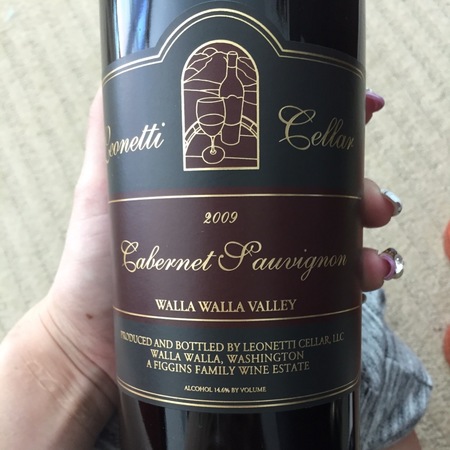 Leonetti Cellar
2009
Cabernet Sauvignon
WALLA WALLA VALLEY
PRODUCED AND BOTTLED BY LEONETTI CELLAR, LLC
WALLA WALLA, WASHINGTON
A FIGGINS FAMILY WINE ESTATE
ALCOHOL 14.6% BY VOLUME